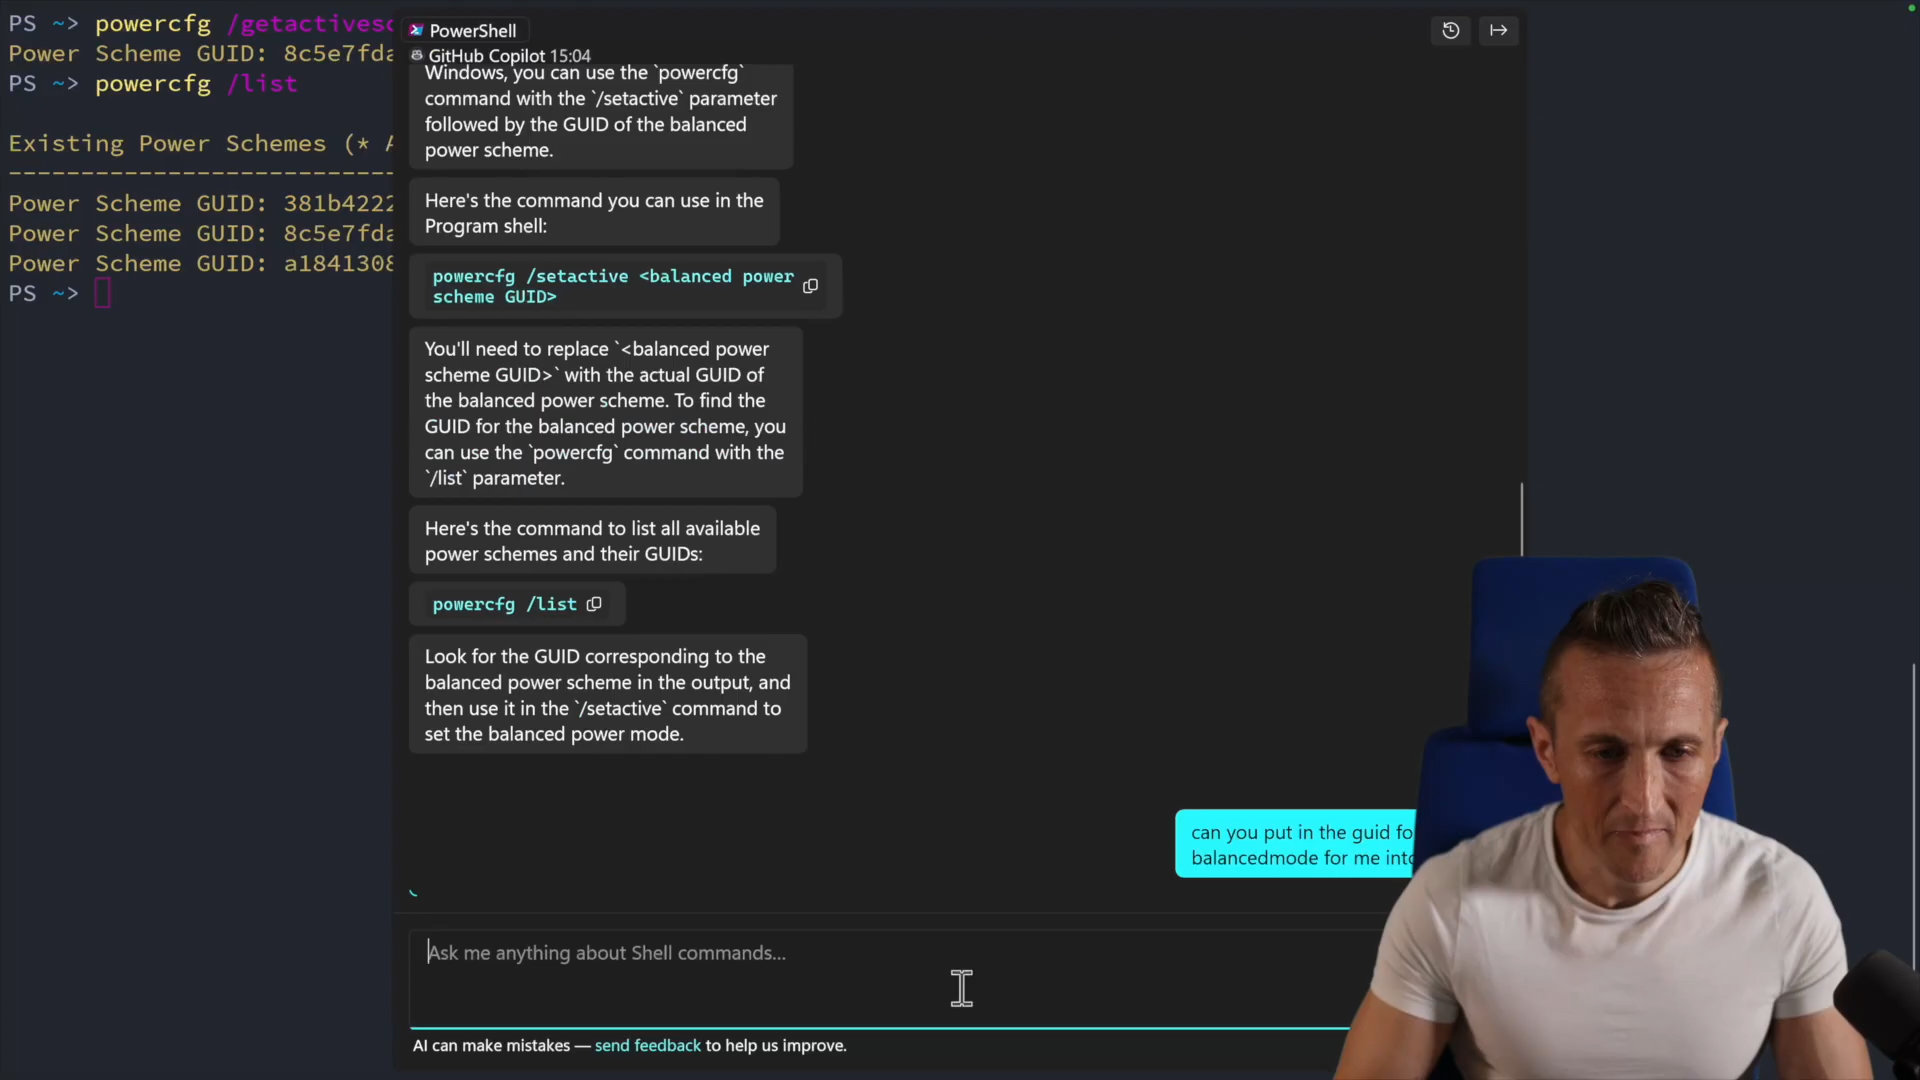 PS ~> powercfg /getactivesc
Power Scheme GUID: 8c5e7fda
PS ~> powercfg /list
Existing Power Schemes (* A
Power Scheme GUID: 381b4222
Power Scheme GUID: 8c5e7fda
Power Scheme GUID: a1841308
PS ~>
PowerShell
GitHub Copilot 15:04
Windows, you can use the `powercfg`
command with the `/setactive` parameter
followed by the GUID of the balanced
power scheme.
Here's the command you can use in the
Program shell:
powercfg /setactive <balanced power
scheme GUID>
You'll need to replace `<balanced power
scheme GUID>` with the actual GUID of
the balanced power scheme. To find the
GUID for the balanced power scheme, you
can use the `powercfg` command with the
`/list` parameter.
Here's the command to list all available
power schemes and their GUIDs:
powercfg /list
Look for the GUID corresponding to the
balanced power scheme in the output, and
then use it in the `/setactive` command to
set the balanced power mode.
can you put in the guid fo
balancedmode for me into
Ask me anything about Shell commands...
AI can make mistakes — send feedback to help us improve.